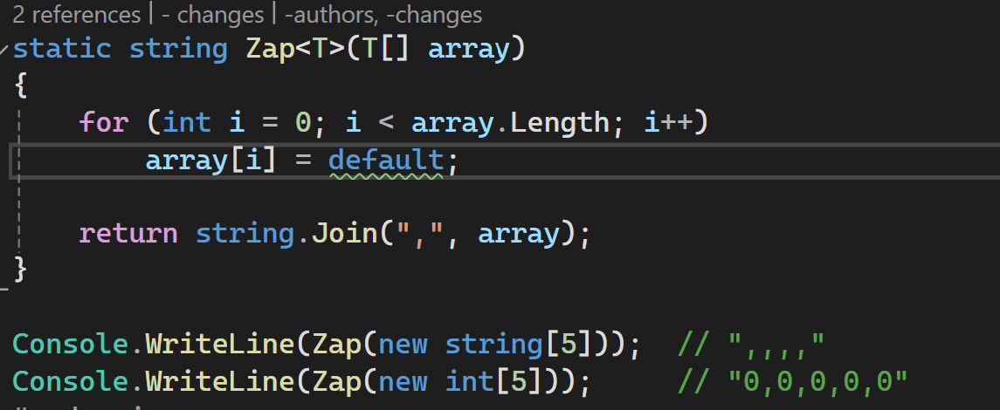 2 references | - changes | -authors, -changes
static string Zap<T>(T[] array)
{
    for (int i = 0; i < array.Length; i++)
        array[i] = default;

    return string.Join(",", array);
}

Console.WriteLine(Zap(new string[5]));  // ",,,,"
Console.WriteLine(Zap(new int[5]));     // "0,0,0,0,0"